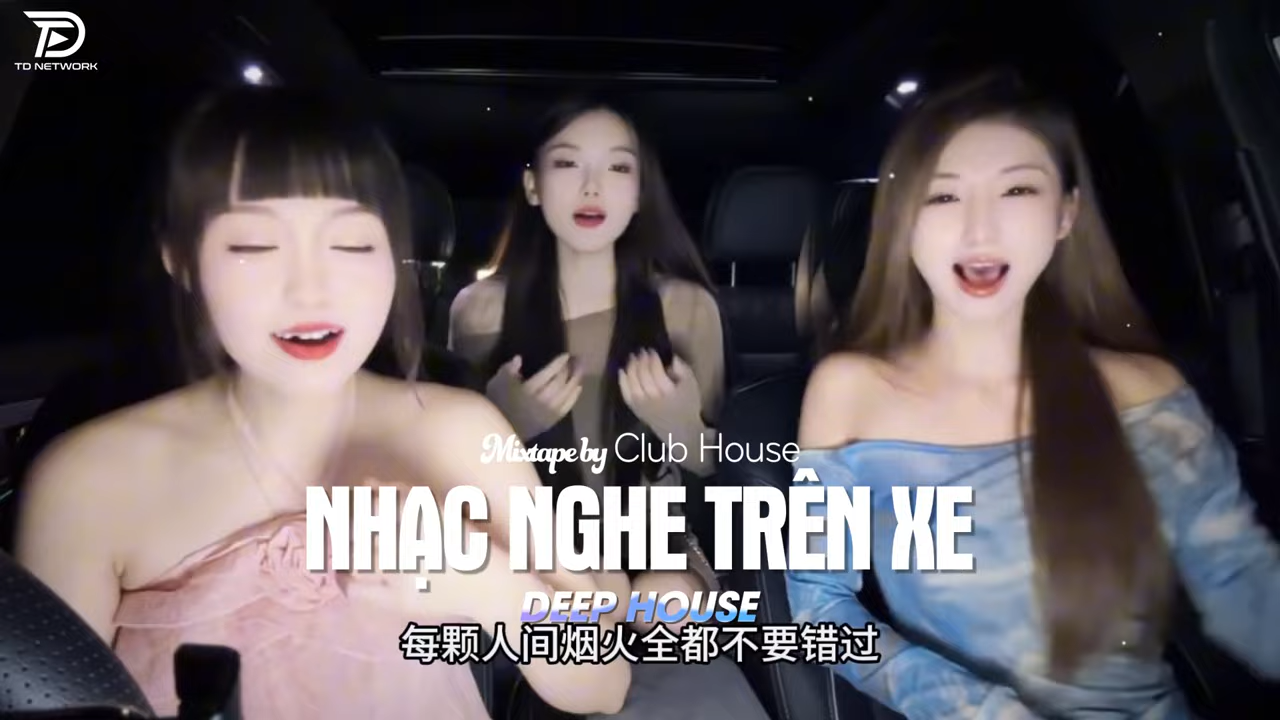 TD NETWORK
Mixtape by Club House
NHẠC NGHE TRÊN XE
DEEP HOUSE
每颗人间烟火全都不要错过